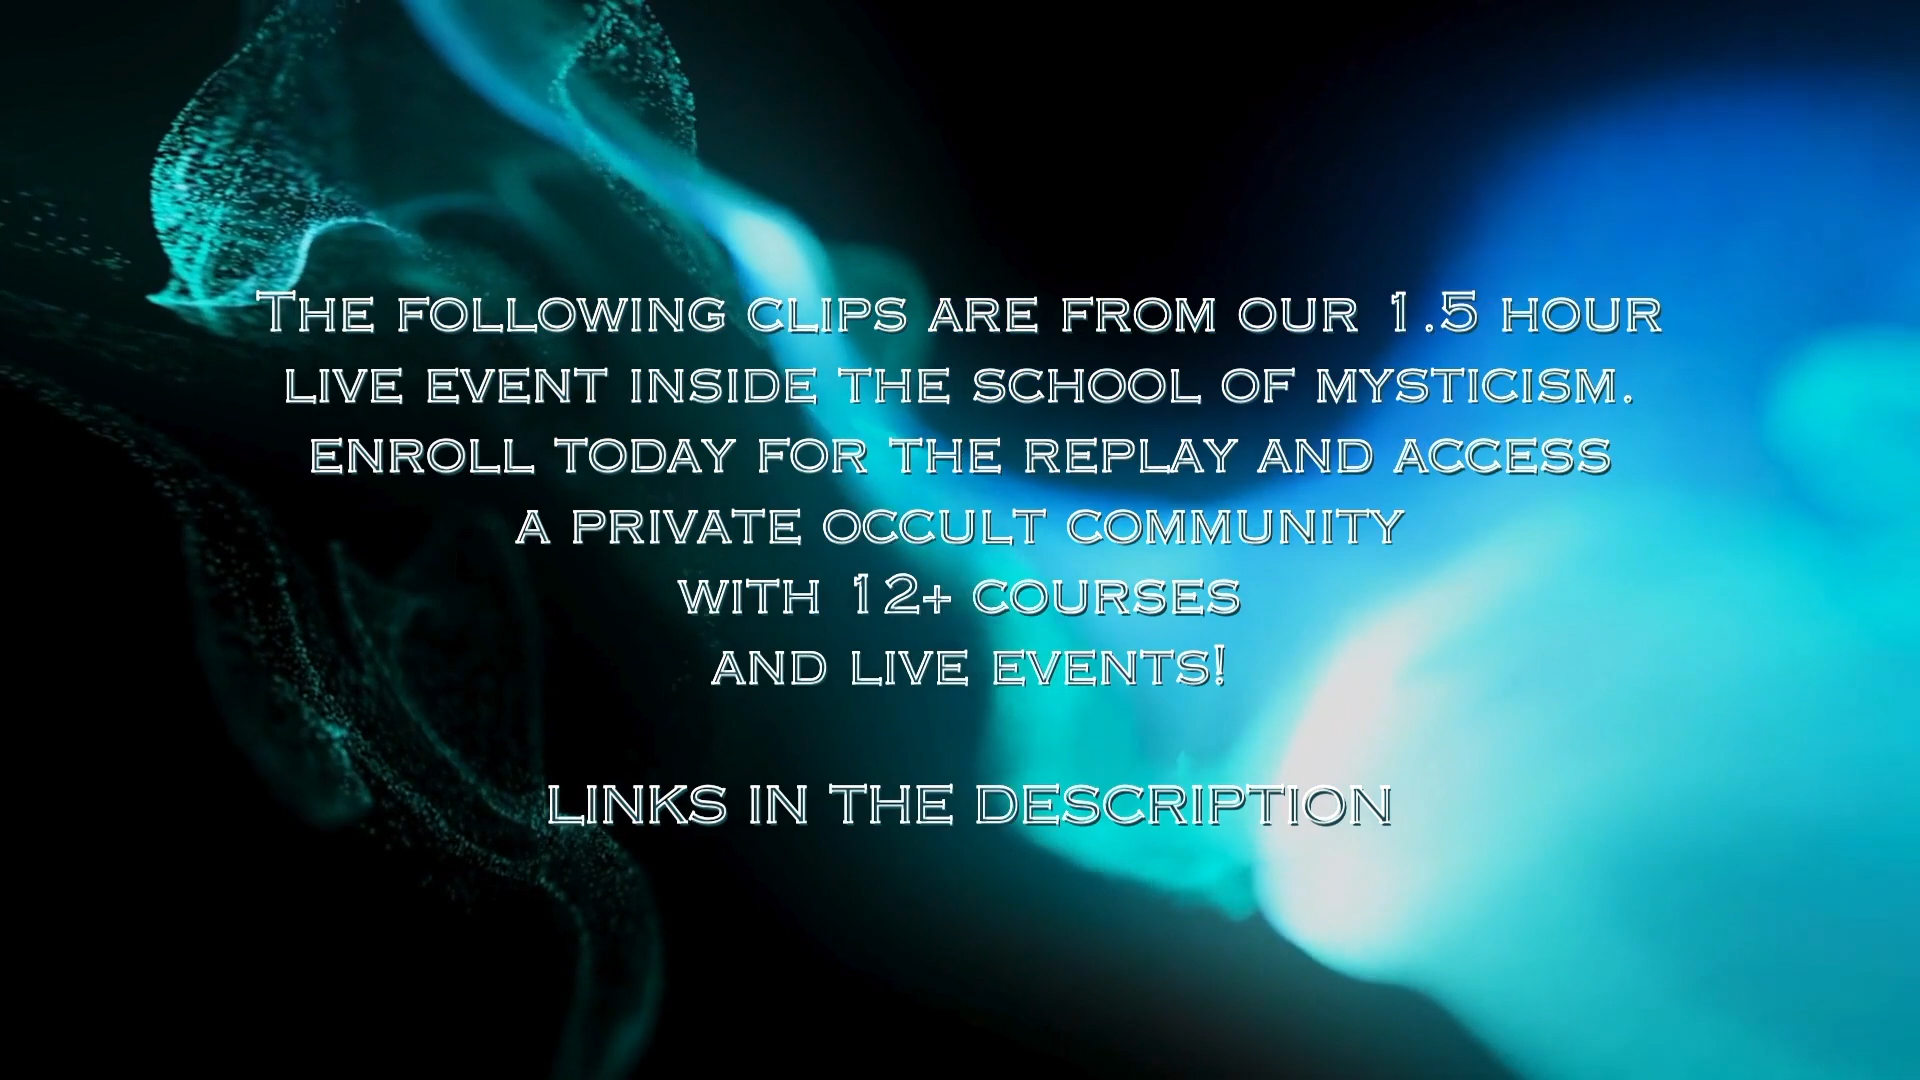 The following clips are from our 1.5 hour
live event inside the school of mysticism.
enroll today for the replay and access
a private occult community
with 12+ courses
and live events!
LINKS IN THE DESCRIPTION